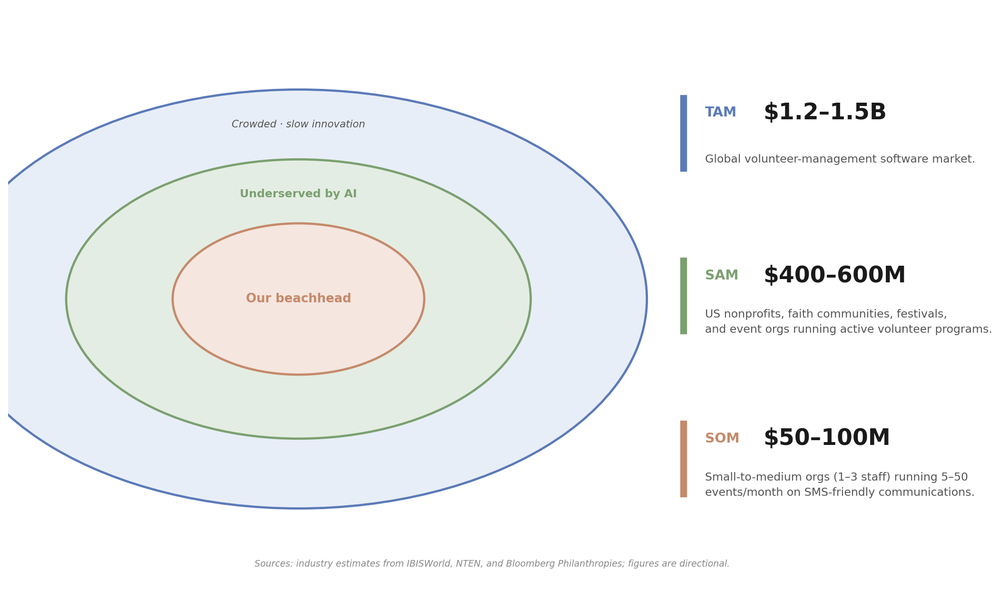 Crowded · slow innovation
Underserved by AI
Our beachhead
TAM $1.2–1.5B
Global volunteer-management software market.
SAM $400–600M
US nonprofits, faith communities, festivals,
and event orgs running active volunteer programs.
SOM $50–100M
Small-to-medium orgs (1–3 staff) running 5–50
events/month on SMS-friendly communications.
Sources: industry estimates from IBISWorld, NTEN, and Bloomberg Philanthropies; figures are directional.